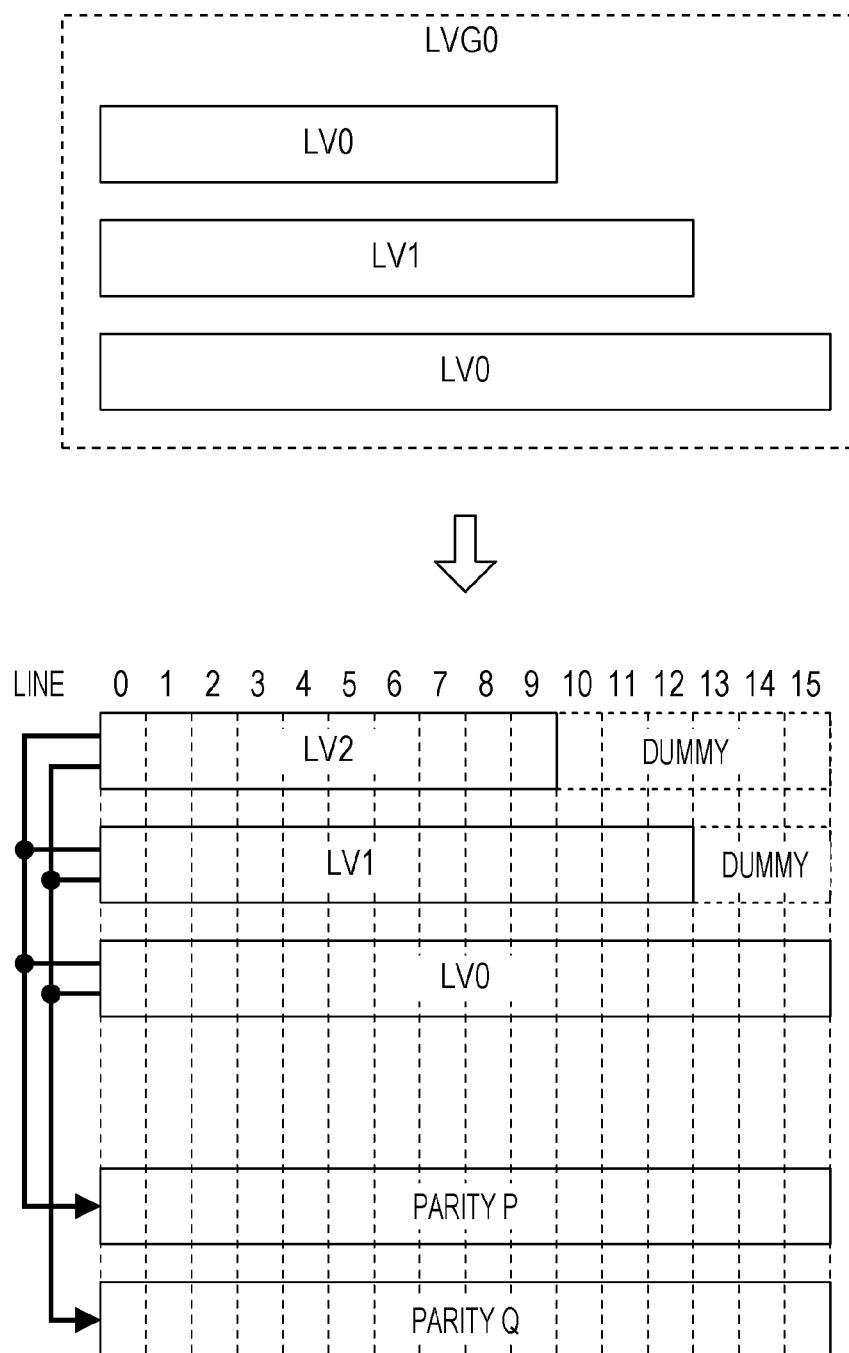 LVG0
LV0
LV1
LV0
LINE 0 1 2 3 4 5 6 7 8 9 10 11 12 13 14 15
LV2 DUMMY
LV1 DUMMY
LV0
PARITY P
PARITY Q